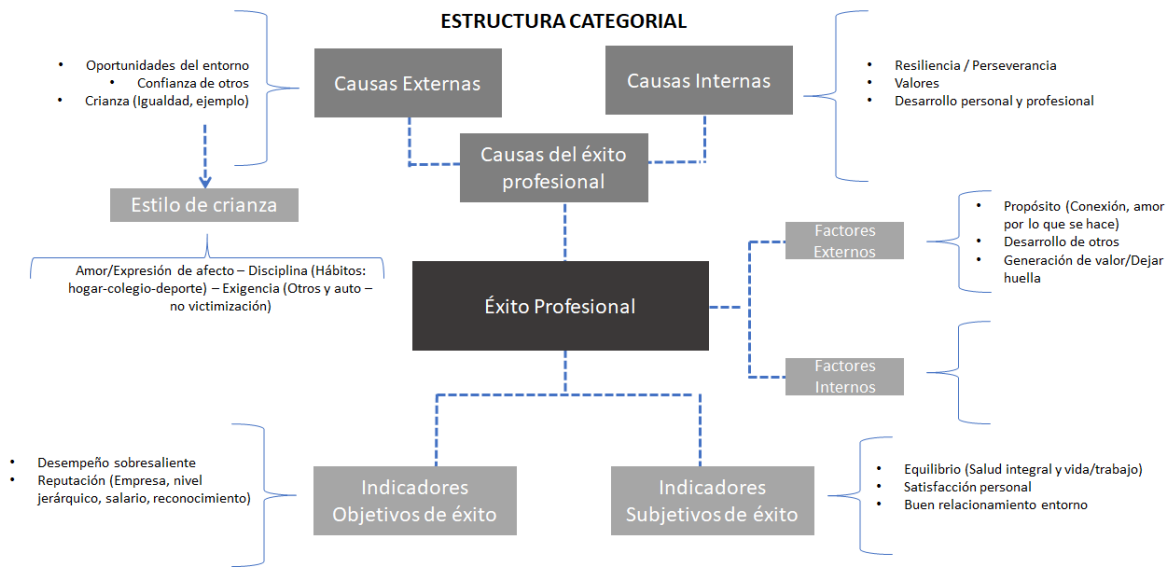 ESTRUCTURA CATEGORIAL
• Oportunidades del entorno
• Confianza de otros
• Crianza (Igualdad, ejemplo)
Causas Externas
Causas Internas
• Resiliencia / Perseverancia
• Valores
• Desarrollo personal y profesional
Causas del éxito
profesional
Estilo de crianza
Amor/Expresión de afecto – Disciplina (Hábitos:
hogar-colegio-deporte) – Exigencia (Otros y auto –
no victimización)
Éxito Profesional
Factores
Externos
• Propósito (Conexión, amor
por lo que se hace)
• Desarrollo de otros
• Generación de valor/Dejar
huella
Factores
Internos
• Desempeño sobresaliente
• Reputación (Empresa, nivel
jerárquico, salario, reconocimiento)
Indicadores
Objetivos de éxito
Indicadores
Subjetivos de éxito
• Equilibrio (Salud integral y vida/trabajo)
• Satisfacción personal
• Buen relacionamiento entorno